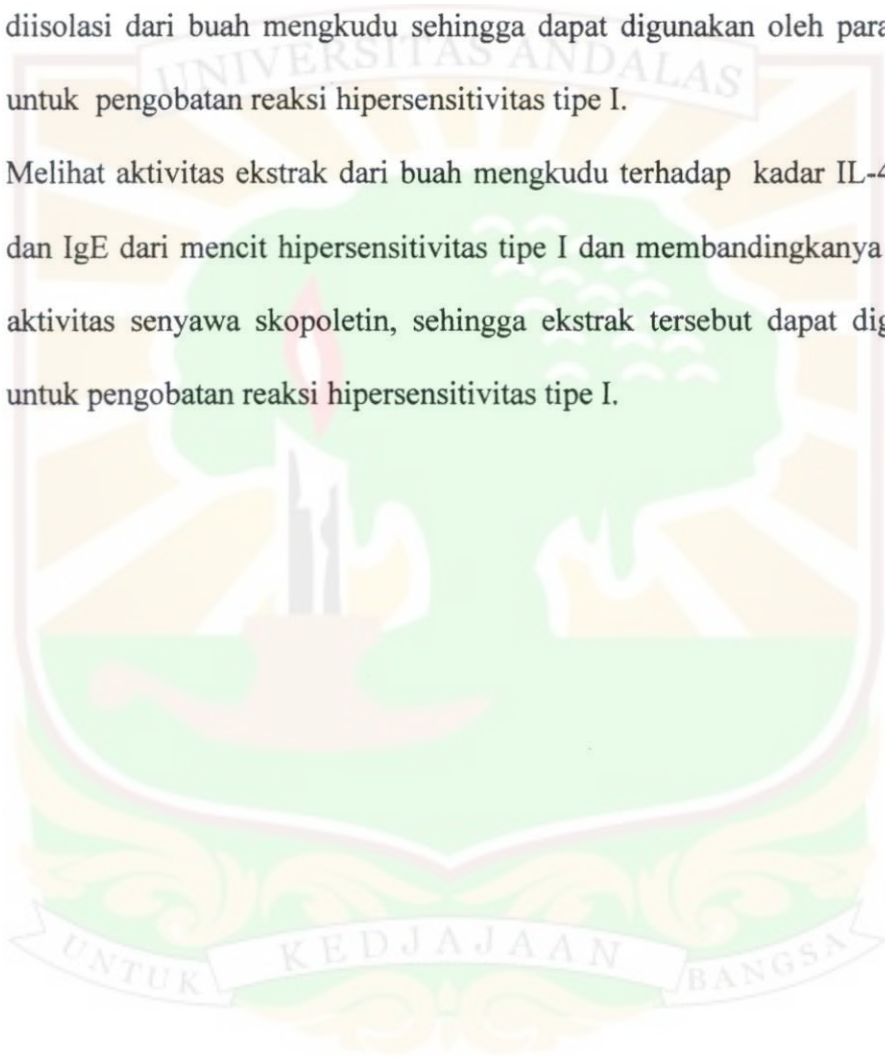 diisolasi dari buah mengkudu sehingga dapat digunakan oleh para
UNIVERSITAS ANDALAS
untuk pengobatan reaksi hipersensitivitas tipe I.
Melihat aktivitas ekstrak dari buah mengkudu terhadap kadar IL-4
dan IgE dari mencit hipersensitivitas tipe I dan membandingkanya
aktivitas senyawa skopoletin, sehingga ekstrak tersebut dapat dig
untuk pengobatan reaksi hipersensitivitas tipe I.
UNTUK KEDJAJAAN BANGSA